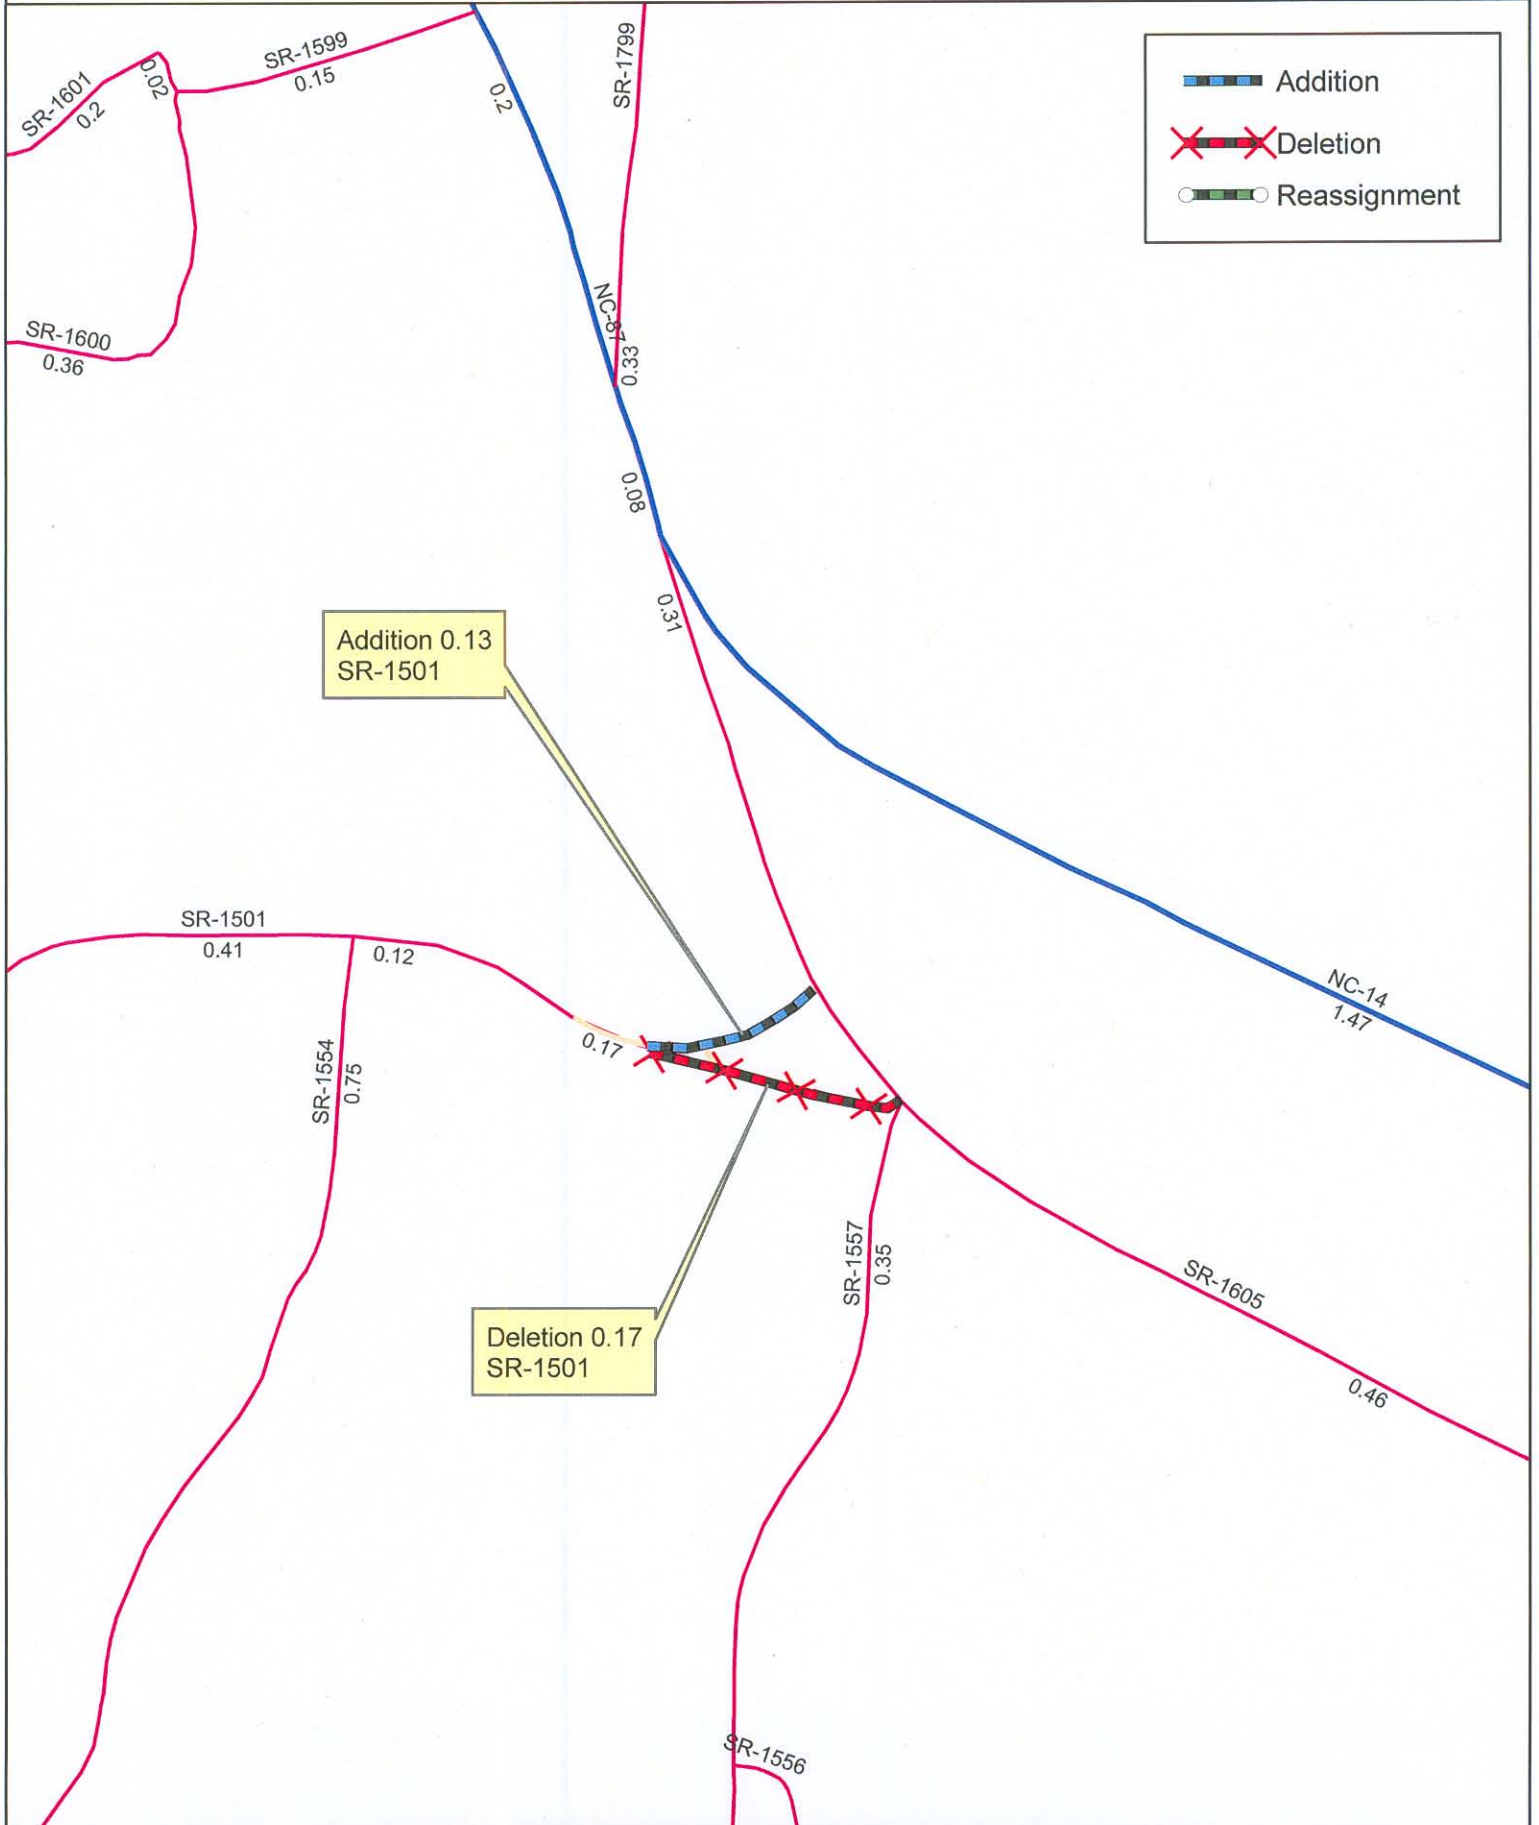 SR-1599
0.15
SR-1601
0.2
0.02
0.2
SR-1799
Addition
Deletion
Reassignment
NC-87
0.33
SR-1600
0.36
0.08
0.31
Addition 0.13
SR-1501
SR-1501
0.41
0.12
0.17
NC-14
1.47
SR-1554
0.75
SR-1557
0.35
SR-1605
0.46
Deletion 0.17
SR-1501
SR-1556